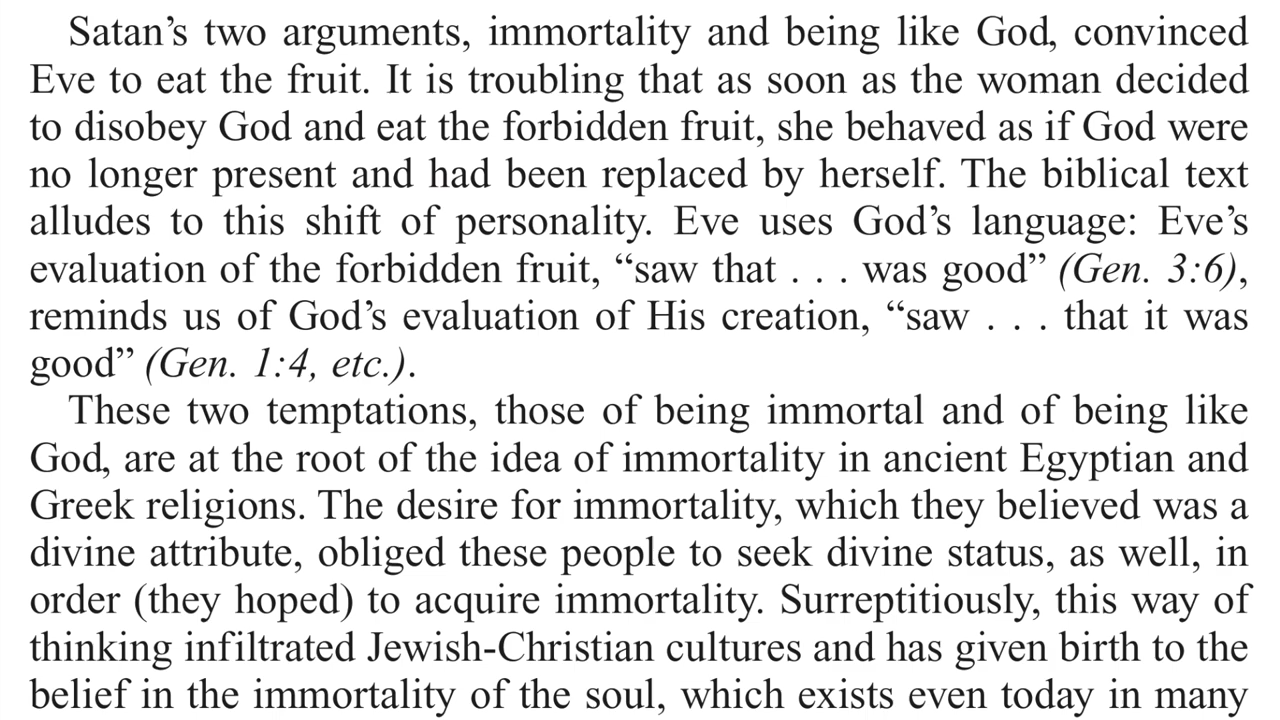 Satan’s two arguments, immortality and being like God, convinced
Eve to eat the fruit. It is troubling that as soon as the woman decided
to disobey God and eat the forbidden fruit, she behaved as if God were
no longer present and had been replaced by herself. The biblical text
alludes to this shift of personality. Eve uses God’s language: Eve’s
evaluation of the forbidden fruit, “saw that . . . was good” (Gen. 3:6),
reminds us of God’s evaluation of His creation, “saw . . . that it was
good” (Gen. 1:4, etc.).
These two temptations, those of being immortal and of being like
God, are at the root of the idea of immortality in ancient Egyptian and
Greek religions. The desire for immortality, which they believed was a
divine attribute, obliged these people to seek divine status, as well, in
order (they hoped) to acquire immortality. Surreptitiously, this way of
thinking infiltrated Jewish-Christian cultures and has given birth to the
belief in the immortality of the soul, which exists even today in many